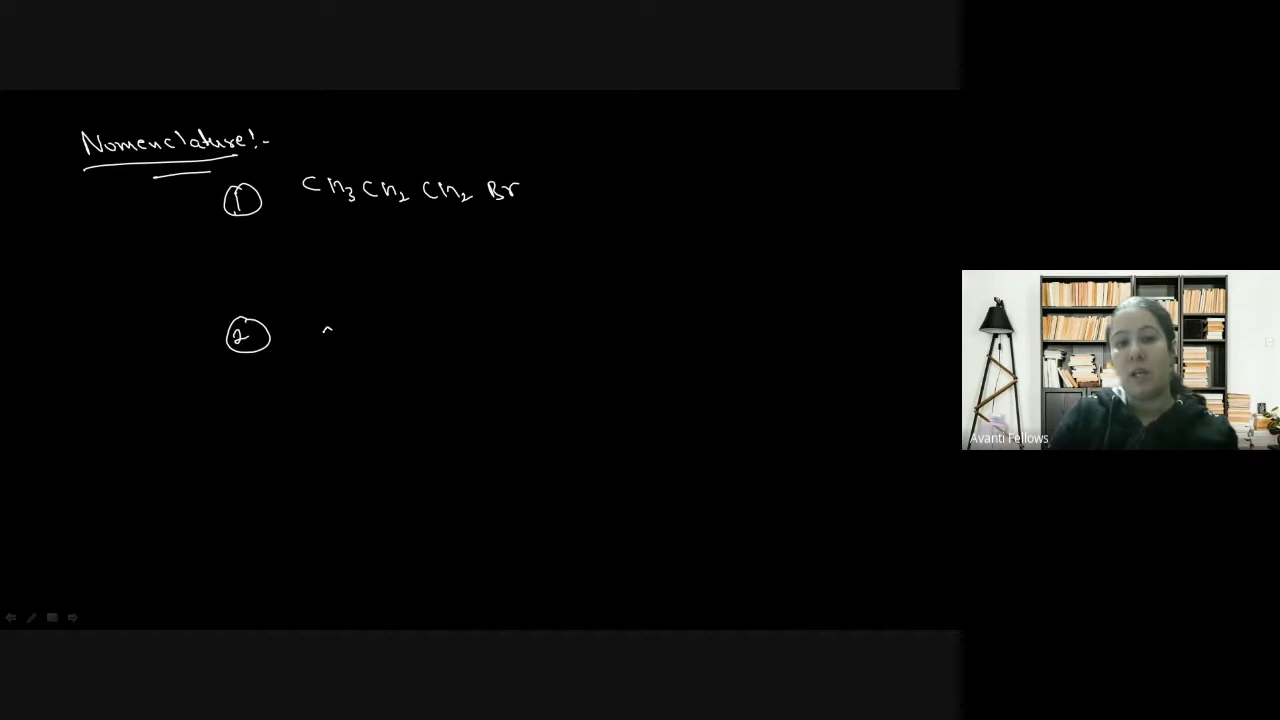 Nomenclature:-
① CH3CH2CH2Br
②
Avanti Fellows